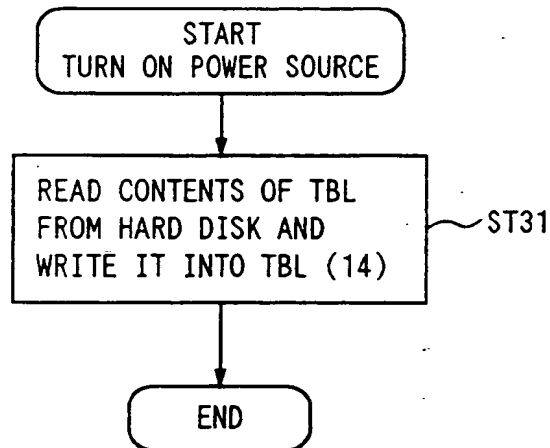 START
TURN ON POWER SOURCE
READ CONTENTS OF TBL
FROM HARD DISK AND
WRITE IT INTO TBL (14)
ST31
END